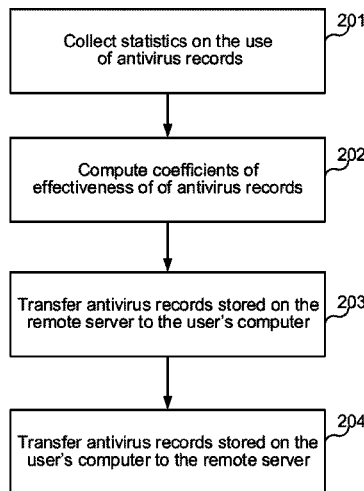 201
Collect statistics on the use
of antivirus records
202
Compute coefficients of
effectiveness of of antivirus records
203
Transfer antivirus records stored on the
remote server to the user's computer
204
Transfer antivirus records stored on the
user's computer to the remote server